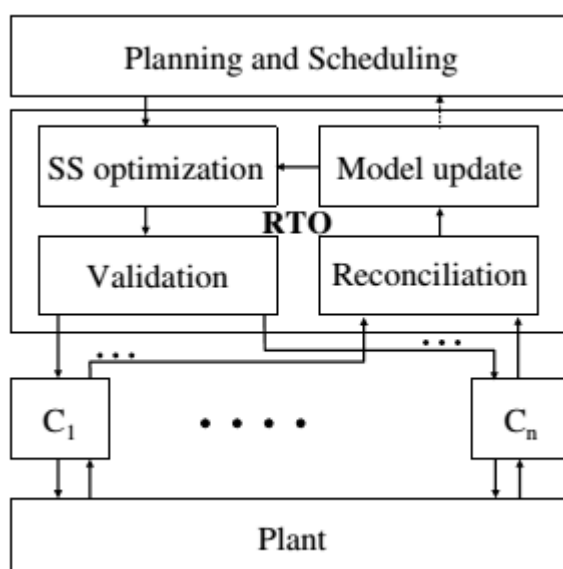 Planning and Scheduling
SS optimization
Model update
RTO
Validation
Reconciliation
...
...
C₁
. . . .
Cₙ
Plant